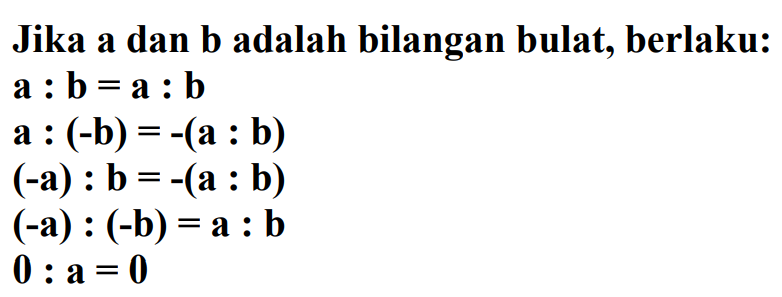 Jika a dan b adalah bilangan bulat, berlaku:
a : b = a : b
a : (-b) = -(a : b)
(-a) : b = -(a : b)
(-a) : (-b) = a : b
0 : a = 0